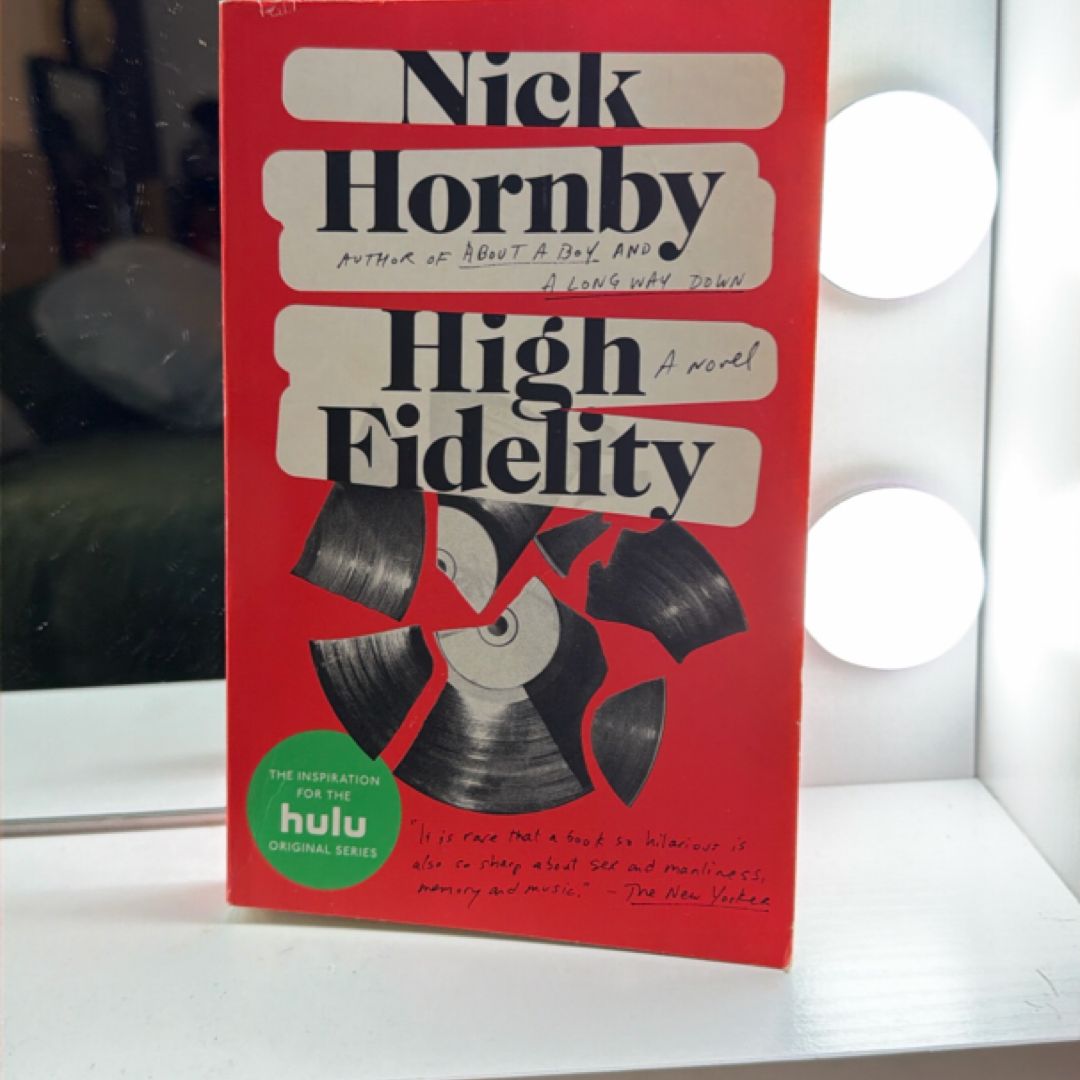 Nick
Hornby
AUTHOR OF ABOUT A BOY AND
A LONG WAY DOWN
High
A novel
Fidelity
THE INSPIRATION
FOR THE
hulu
ORIGINAL SERIES
"It is rare that a book so hilarious is
also so sharp about sex and manliness,
memory and music." - The New Yorker